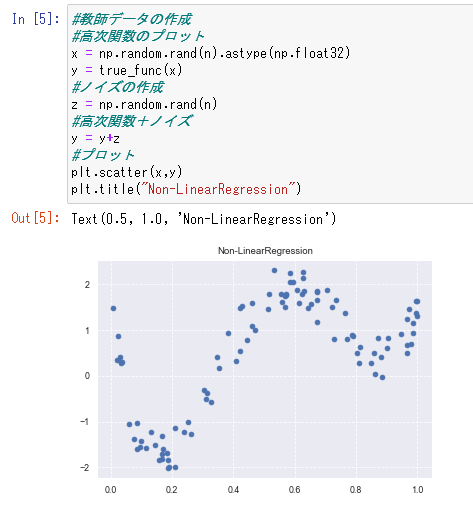 In [5]:
#教師データの作成
#高次関数のプロット
x = np.random.rand(n).astype(np.float32)
y = true_func(x)
#ノイズの作成
z = np.random.rand(n)
#高次関数+ノイズ
y = y+z
#プロット
plt.scatter(x,y)
plt.title("Non-LinearRegression")
Out[5]: Text(0.5, 1.0, 'Non-LinearRegression')
Non-LinearRegression
2
1
0
-1
-2
0.0 0.2 0.4 0.6 0.8 1.0